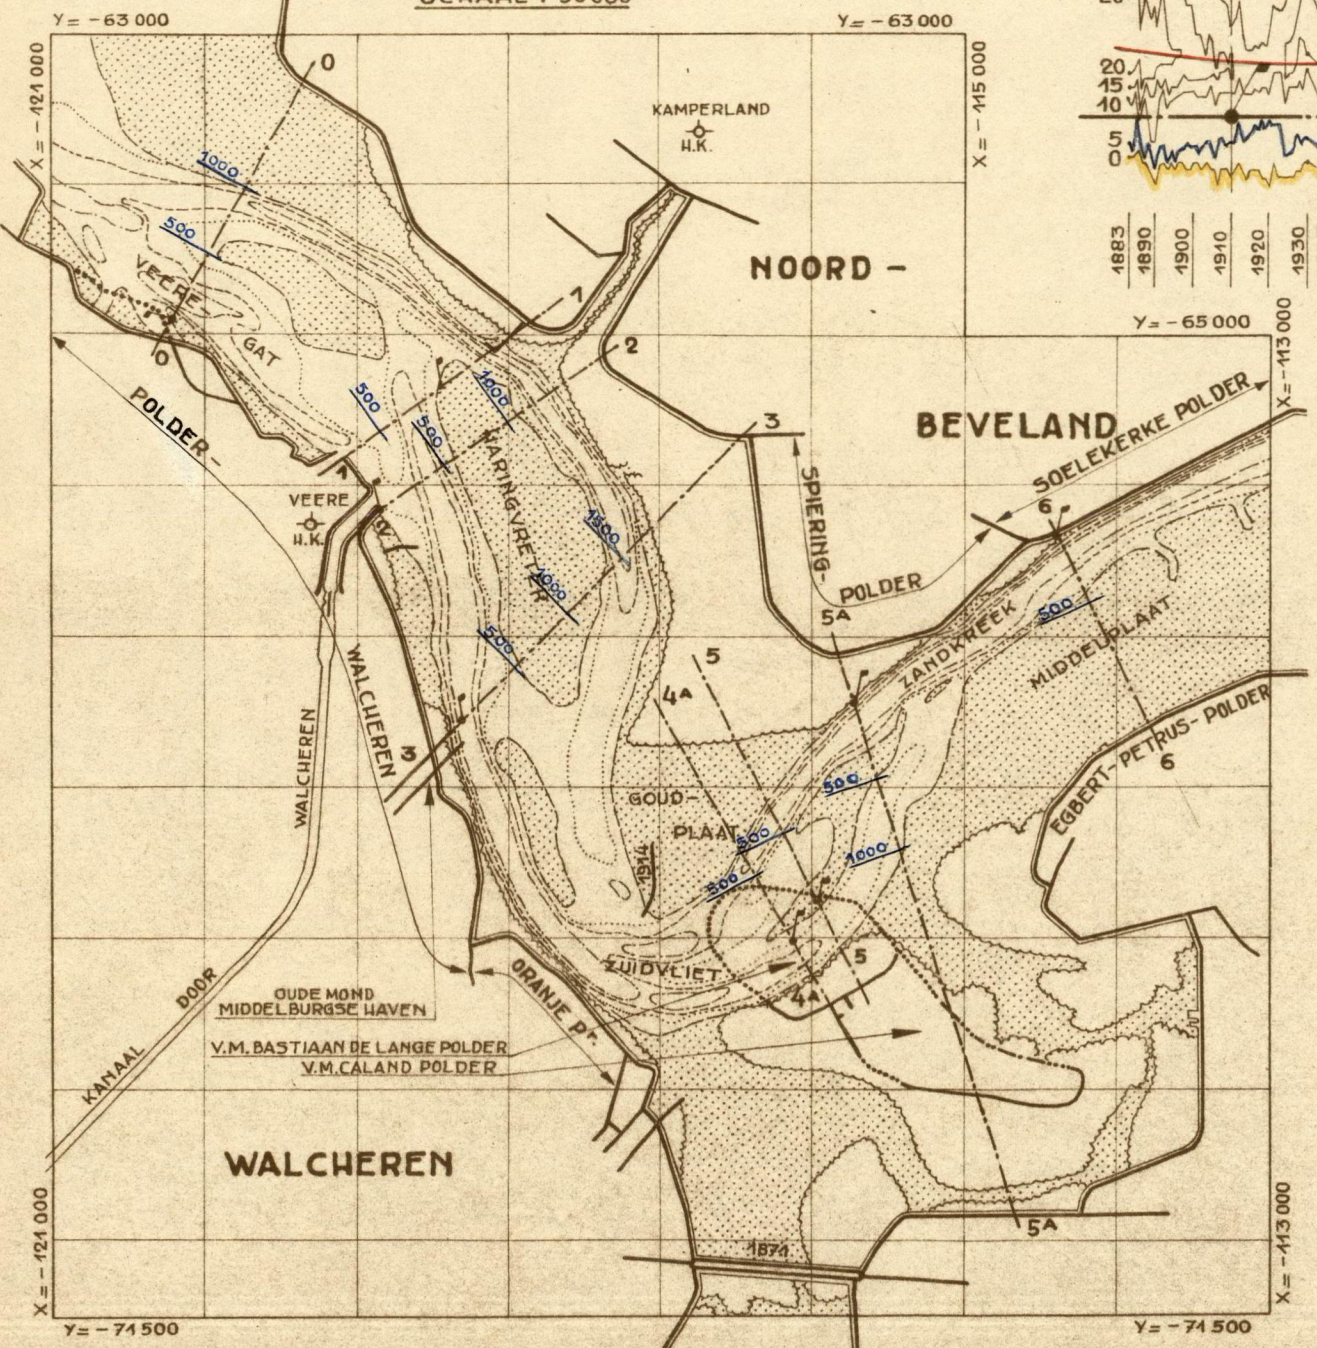 Y= -63 000
Y= -63 000
X = -121 000
X = -115 000
0
KAMPERLAND
H.K.
20
15
10
5
0
1883
1890
1900
1910
1920
1930
1000
500
NOORD -
VEERE-
GAT
0
1
2
Y= -65 000
X= -113 000
POLDER-
500
500
1000
3
BEVELAND
SOELEKERKE POLDER
HARINGVRETER
VEERE
H.K.
SPIERING-
POLDER
6
1500
1000
500
5A
500
ZANDKREEK
MIDDELPLAAT
5
4A
WALCHEREN
WALCHEREN
3
EGBERT-PETRUS-POLDER
6
GOUD-
PLAAT
500
500
1000
500
1914
ZUIDVLIET
5
4A
ORANJE pr.
OUDE MOND
MIDDELBURGSE HAVEN
DOOR
KANAAL
V.M. BASTIAAN DE LANGE POLDER
V.M. CALAND POLDER
WALCHEREN
5A
1871
X = -121 000
X= -113 000
Y= -71 500
Y= -71 500